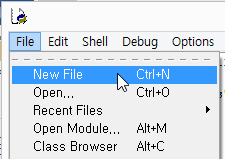 File Edit Shell Debug Options
New File Ctrl+N
Open... Ctrl+O
Recent Files
Open Module... Alt+M
Class Browser Alt+C